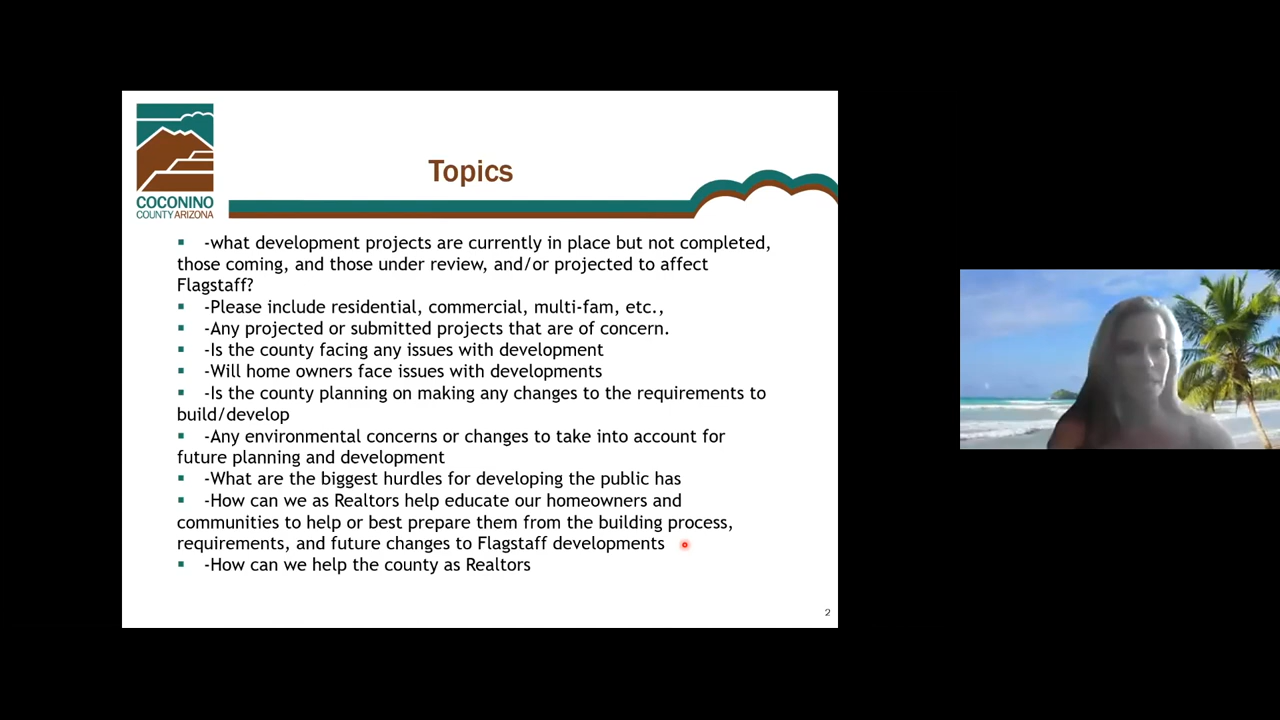 COCONINO
COUNTY ARIZONA
Topics
-what development projects are currently in place but not completed,
those coming, and those under review, and/or projected to affect
Flagstaff?
-Please include residential, commercial, multi-fam, etc.,
-Any projected or submitted projects that are of concern.
-Is the county facing any issues with development
-Will home owners face issues with developments
-Is the county planning on making any changes to the requirements to
build/develop
-Any environmental concerns or changes to take into account for
future planning and development
-What are the biggest hurdles for developing the public has
-How can we as Realtors help educate our homeowners and
communities to help or best prepare them from the building process,
requirements, and future changes to Flagstaff developments
-How can we help the county as Realtors
2